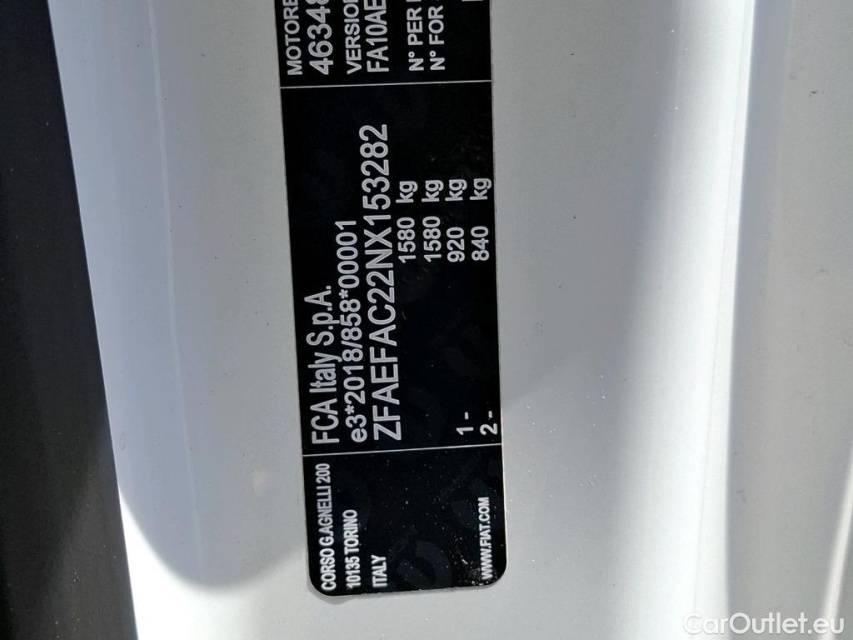 CORSO G.AGNELLI 200
10135 TORINO
ITALY
WWW.FIAT.COM
FCA Italy S.p.A.
e3*2018/858*00001
ZFAEFAC22NX153282
1580 kg
1580 kg
1 - 920 kg
2 - 840 kg
MOTORE
46348
VERSION
FA10AE
N° PER
N° FOR
CarOutlet.eu